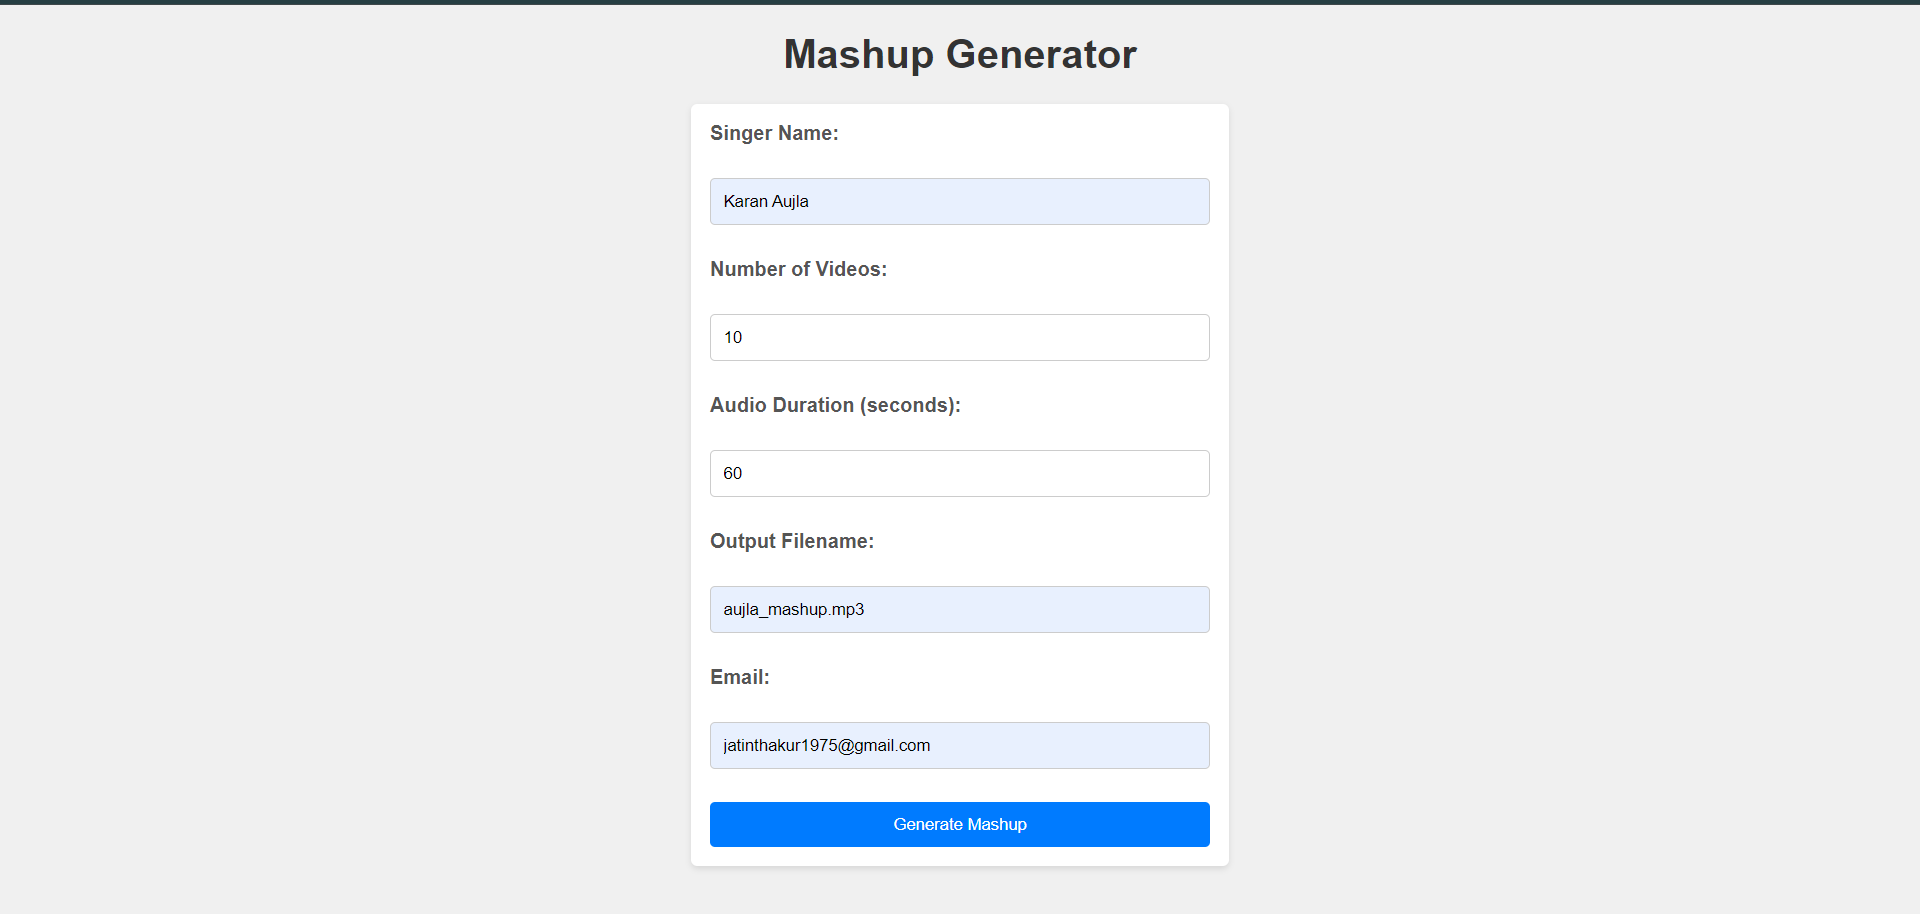 Mashup Generator
Singer Name:
Karan Aujla
Number of Videos:
10
Audio Duration (seconds):
60
Output Filename:
aujla_mashup.mp3
Email:
jatinthakur1975@gmail.com
Generate Mashup